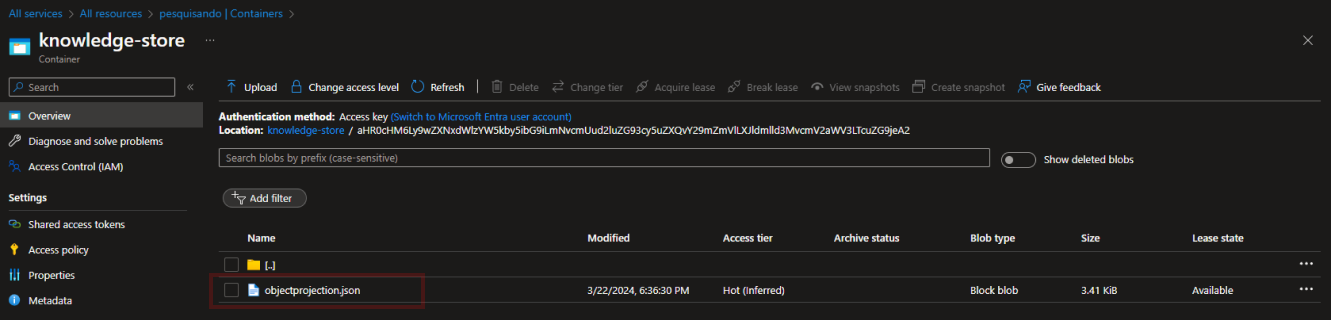 All services > All resources > pesquisando | Containers >
knowledge-store ...
Container
Search
Upload Change access level Refresh Delete Change tier Acquire lease Break lease View snapshots Create snapshot Give feedback
Overview
Diagnose and solve problems
Access Control (IAM)
Settings
Shared access tokens
Access policy
Properties
Metadata
Authentication method: Access key (Switch to Microsoft Entra user account)
Location: knowledge-store / aHR0cHM6Ly9wZXNxdWlzYW5kby5ibG9iLmNvcmUud2luZG93cy5uZXQvY29mZmVlLXJldmlld3MvcmV2aWV3LTcuZG9jeA2
Search blobs by prefix (case-sensitive)
Show deleted blobs
Add filter
Name Modified Access tier Archive status Blob type Size Lease state
[..]
objectprojection.json 3/22/2024, 6:36:30 PM Hot (Inferred) Block blob 3.41 KiB Available